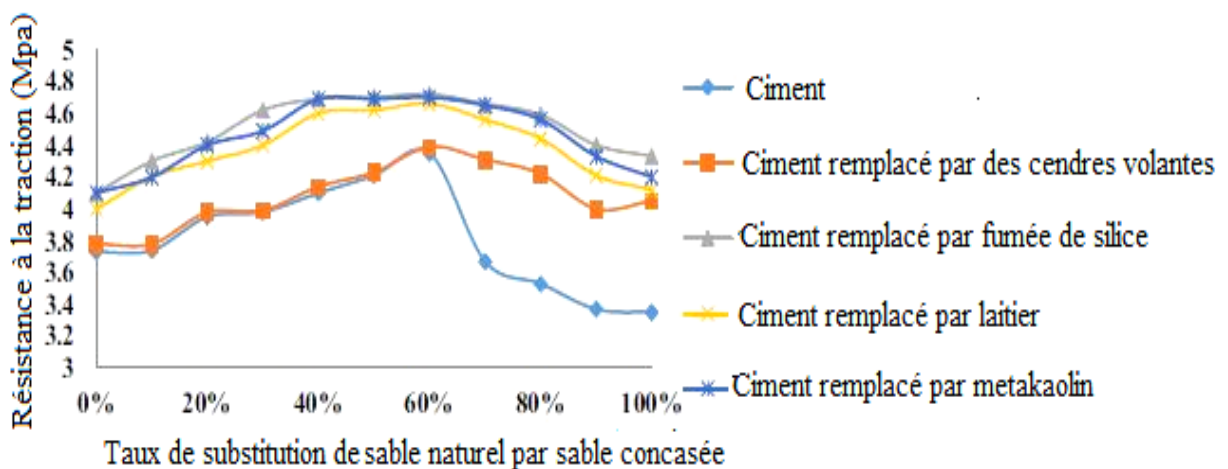 Résistance à la traction (Mpa)
5
4.8
4.6
4.4
4.2
4
3.8
3.6
3.4
3.2
3
0%
20%
40%
60%
80%
100%
Taux de substitution de sable naturel par sable concasée
Ciment
Ciment remplacé par des cendres volantes
Ciment remplacé par fumée de silice
Ciment remplacé par laitier
Ciment remplacé par metakaolin